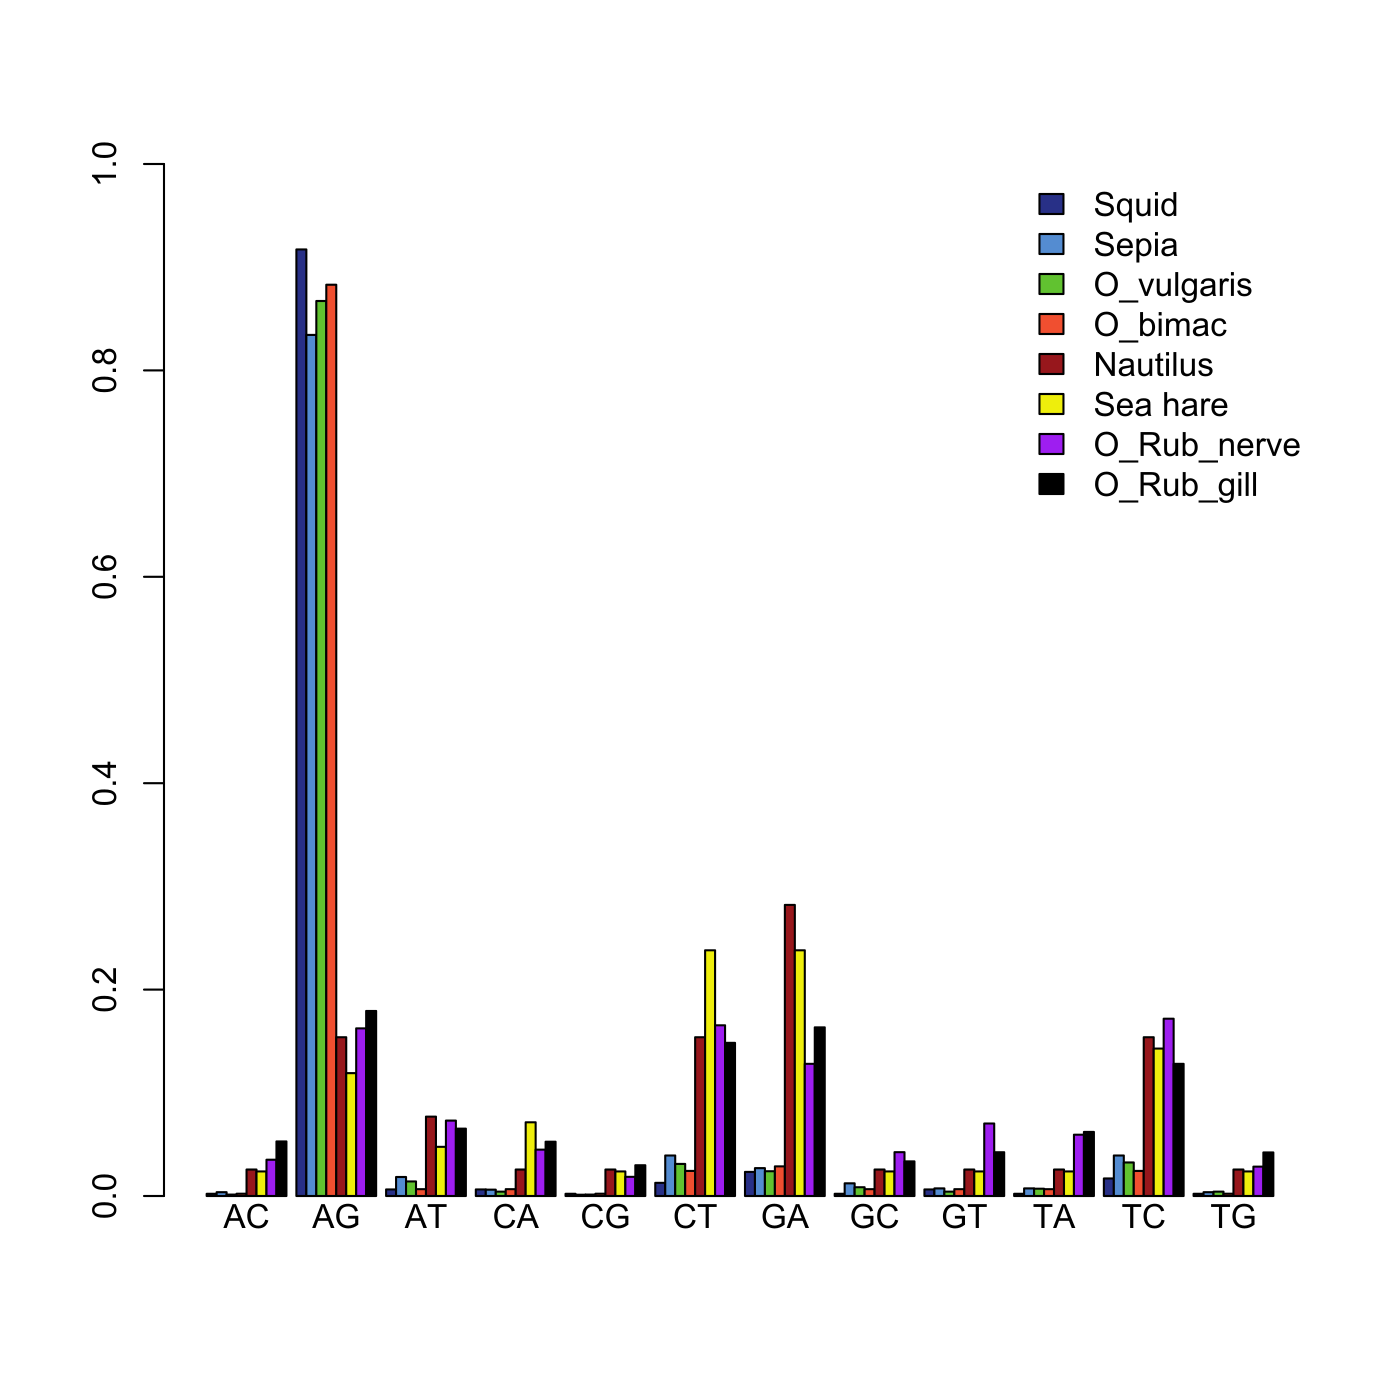 1.0
0.8
0.6
0.4
0.2
0.0
Squid
Sepia
O_vulgaris
O_bimac
Nautilus
Sea hare
O_Rub_nerve
O_Rub_gill
AC AG AT CA CG CT GA GC GT TA TC TG